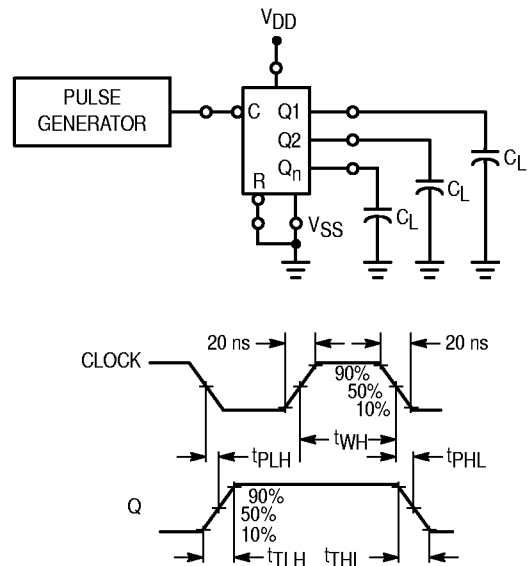 VDD
PULSE
GENERATOR
C
Q1
Q2
Qn
R
VSS
CL
CL
CL
20 ns
20 ns
CLOCK
90%
50%
10%
tWH
tPLH
tPHL
Q
90%
50%
10%
tTLH
tTHL